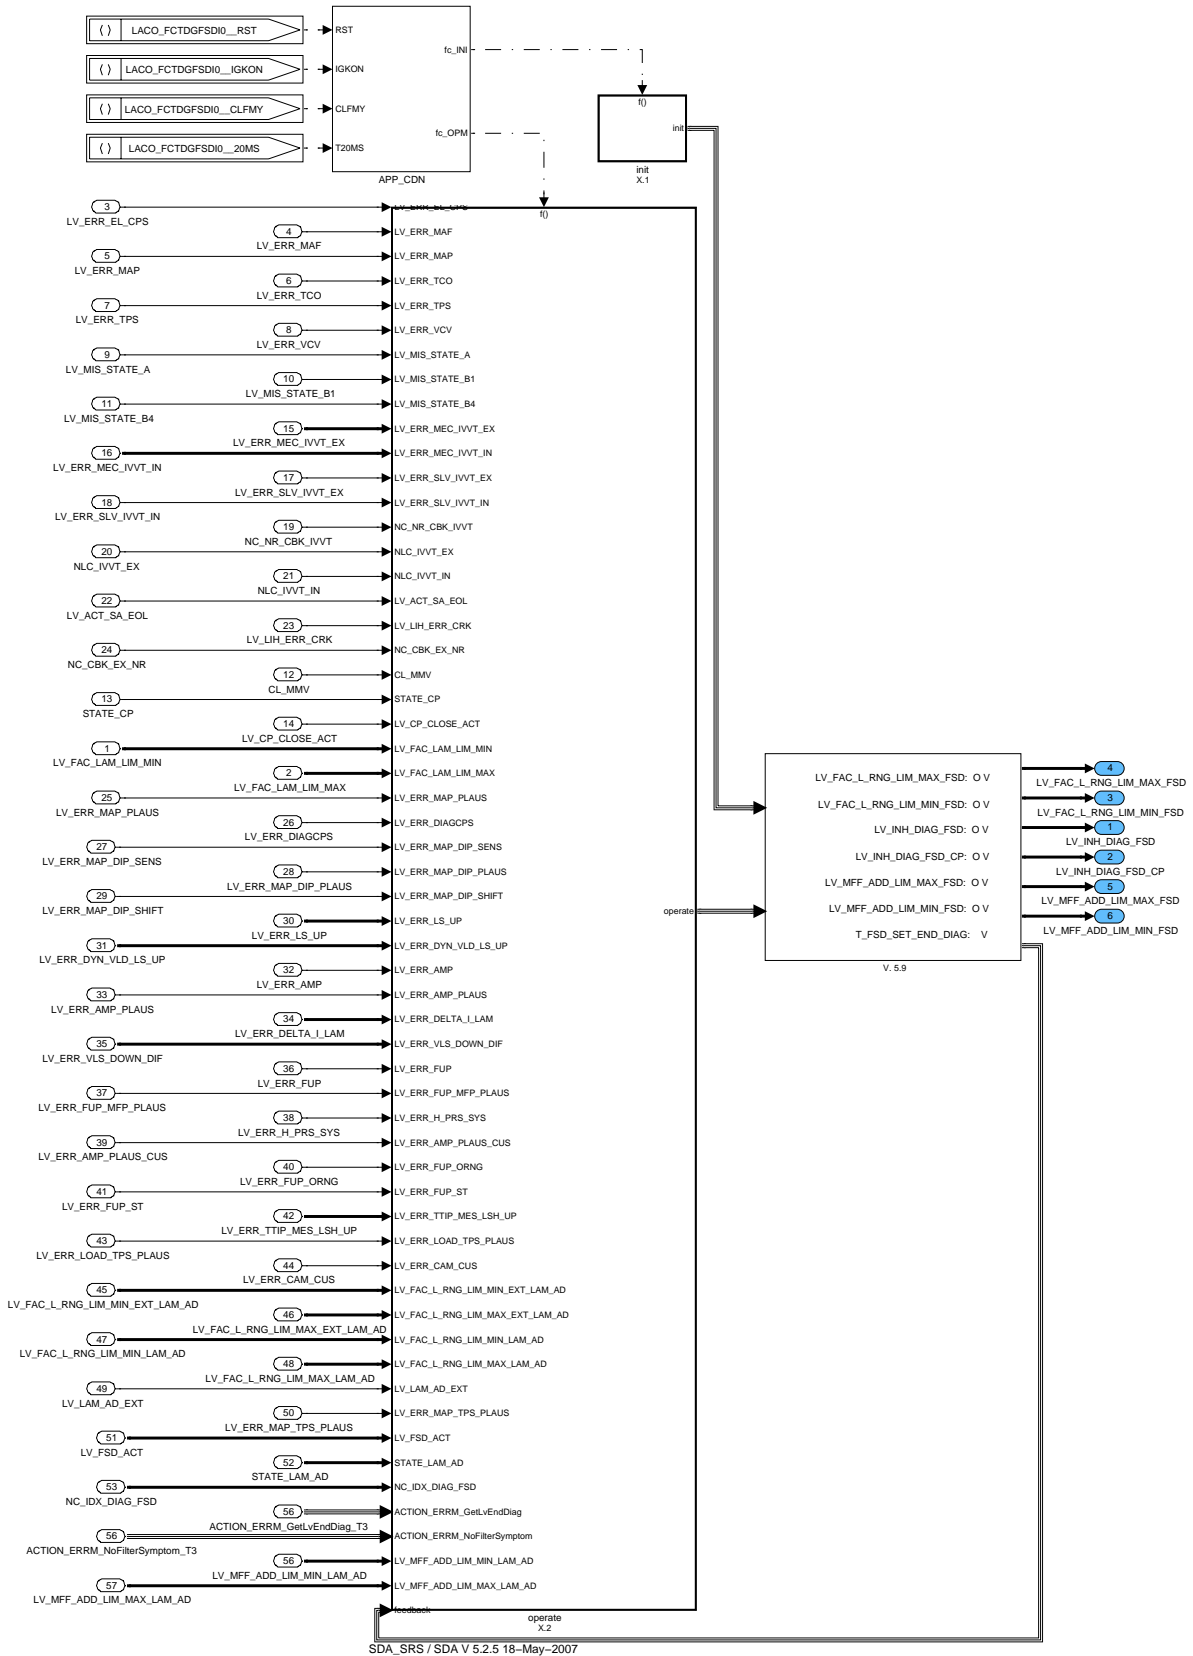 ( ) LACO_FCTDGFSDI0__RST
RST
fc_INI
( ) LACO_FCTDGFSDI0__IGKON
IGKON
( ) LACO_FCTDGFSDI0__CLFMY
CLFMY
f()
fc_OPM
init
( ) LACO_FCTDGFSDI0__20MS
T20MS
APP_CDN
init
X.1
3
LV_ERR_EL_CPS
LV_ERR_EL_CPS
f()
4
LV_ERR_MAF
LV_ERR_MAF
5
LV_ERR_MAP
LV_ERR_MAP
6
LV_ERR_TCO
LV_ERR_TCO
7
LV_ERR_TPS
LV_ERR_TPS
8
LV_ERR_VCV
LV_ERR_VCV
9
LV_MIS_STATE_A
LV_MIS_STATE_A
10
LV_MIS_STATE_B1
LV_MIS_STATE_B1
11
LV_MIS_STATE_B4
LV_MIS_STATE_B4
15
LV_ERR_MEC_IVVT_EX
LV_ERR_MEC_IVVT_EX
16
LV_ERR_MEC_IVVT_IN
LV_ERR_MEC_IVVT_IN
17
LV_ERR_SLV_IVVT_EX
LV_ERR_SLV_IVVT_EX
18
LV_ERR_SLV_IVVT_IN
LV_ERR_SLV_IVVT_IN
19
NC_NR_CBK_IVVT
NC_NR_CBK_IVVT
20
NLC_IVVT_EX
NLC_IVVT_EX
21
NLC_IVVT_IN
NLC_IVVT_IN
22
LV_ACT_SA_EOL
LV_ACT_SA_EOL
23
LV_LIH_ERR_CRK
LV_LIH_ERR_CRK
24
NC_CBK_EX_NR
NC_CBK_EX_NR
12
CL_MMV
CL_MMV
13
STATE_CP
STATE_CP
14
LV_CP_CLOSE_ACT
LV_CP_CLOSE_ACT
1
LV_FAC_LAM_LIM_MIN
LV_FAC_LAM_LIM_MIN
2
LV_FAC_LAM_LIM_MAX
LV_FAC_LAM_LIM_MAX
25
LV_ERR_MAP_PLAUS
LV_ERR_MAP_PLAUS
26
LV_ERR_DIAGCPS
LV_ERR_DIAGCPS
27
LV_ERR_MAP_DIP_SENS
LV_ERR_MAP_DIP_SENS
28
LV_ERR_MAP_DIP_PLAUS
LV_ERR_MAP_DIP_PLAUS
29
LV_ERR_MAP_DIP_SHIFT
LV_ERR_MAP_DIP_SHIFT
30
LV_ERR_LS_UP
LV_ERR_LS_UP
31
LV_ERR_DYN_VLD_LS_UP
LV_ERR_DYN_VLD_LS_UP
32
LV_ERR_AMP
LV_ERR_AMP
33
LV_ERR_AMP_PLAUS
LV_ERR_AMP_PLAUS
34
LV_ERR_DELTA_I_LAM
LV_ERR_DELTA_I_LAM
35
LV_ERR_VLS_DOWN_DIF
LV_ERR_VLS_DOWN_DIF
36
LV_ERR_FUP
LV_ERR_FUP
37
LV_ERR_FUP_MFP_PLAUS
LV_ERR_FUP_MFP_PLAUS
38
LV_ERR_H_PRS_SYS
LV_ERR_H_PRS_SYS
39
LV_ERR_AMP_PLAUS_CUS
LV_ERR_AMP_PLAUS_CUS
40
LV_ERR_FUP_ORNG
LV_ERR_FUP_ORNG
41
LV_ERR_FUP_ST
LV_ERR_FUP_ST
42
LV_ERR_TTIP_MES_LSH_UP
LV_ERR_TTIP_MES_LSH_UP
43
LV_ERR_LOAD_TPS_PLAUS
LV_ERR_LOAD_TPS_PLAUS
44
LV_ERR_CAM_CUS
LV_ERR_CAM_CUS
45
LV_FAC_L_RNG_LIM_MIN_EXT_LAM_AD
LV_FAC_L_RNG_LIM_MIN_EXT_LAM_AD
46
LV_FAC_L_RNG_LIM_MAX_EXT_LAM_AD
LV_FAC_L_RNG_LIM_MAX_EXT_LAM_AD
47
LV_FAC_L_RNG_LIM_MIN_LAM_AD
LV_FAC_L_RNG_LIM_MIN_LAM_AD
48
LV_FAC_L_RNG_LIM_MAX_LAM_AD
LV_FAC_L_RNG_LIM_MAX_LAM_AD
49
LV_LAM_AD_EXT
LV_LAM_AD_EXT
50
LV_ERR_MAP_TPS_PLAUS
LV_ERR_MAP_TPS_PLAUS
51
LV_FSD_ACT
LV_FSD_ACT
52
STATE_LAM_AD
STATE_LAM_AD
53
NC_IDX_DIAG_FSD
NC_IDX_DIAG_FSD
56
ACTION_ERRM_GetLvEndDiag
ACTION_ERRM_GetLvEndDiag_T3
56
ACTION_ERRM_NoFilterSymptom
ACTION_ERRM_NoFilterSymptom_T3
56
LV_MFF_ADD_LIM_MIN_LAM_AD
LV_MFF_ADD_LIM_MIN_LAM_AD
57
LV_MFF_ADD_LIM_MAX_LAM_AD
LV_MFF_ADD_LIM_MAX_LAM_AD
feedback
operate
operate
X.2
LV_FAC_L_RNG_LIM_MAX_FSD: O V
LV_FAC_L_RNG_LIM_MIN_FSD: O V
LV_INH_DIAG_FSD: O V
LV_INH_DIAG_FSD_CP: O V
LV_MFF_ADD_LIM_MAX_FSD: O V
LV_MFF_ADD_LIM_MIN_FSD: O V
T_FSD_SET_END_DIAG: V
V. 5.9
4
LV_FAC_L_RNG_LIM_MAX_FSD
3
LV_FAC_L_RNG_LIM_MIN_FSD
1
LV_INH_DIAG_FSD
2
LV_INH_DIAG_FSD_CP
5
LV_MFF_ADD_LIM_MAX_FSD
6
LV_MFF_ADD_LIM_MIN_FSD
SDA_SRS / SDA V 5.2.5 18−May−2007